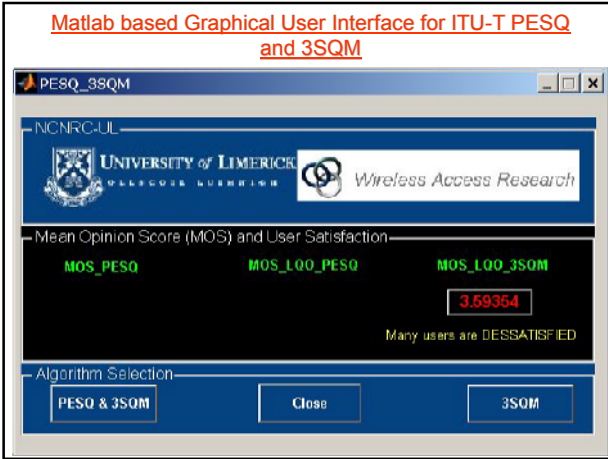 Matlab based Graphical User Interface for ITU-T PESQ
and 3SQM
PESQ_3SQM
NCNRC-UL
UNIVERSITY of LIMERICK
OLLSCOIL LUIMNIGH
Wireless Access Research
Mean Opinion Score (MOS) and User Satisfaction
MOS_PESQ MOS_LQO_PESQ MOS_LQO_3SQM
3.59354
Many users are DESSATISFIED
Algorithm Selection
PESQ & 3SQM Close 3SQM